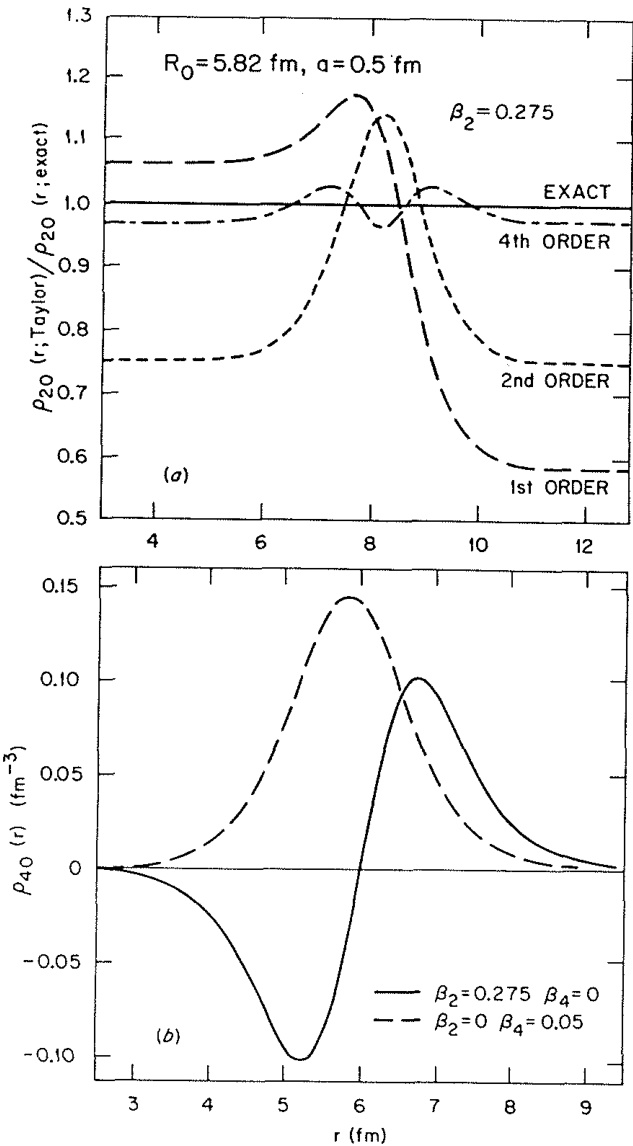 (a)
R₀=5.82 fm, a=0.5 fm
β₂=0.275
EXACT
4th ORDER
2nd ORDER
1st ORDER
ρ₂₀ (r; Taylor)/ρ₂₀ (r; exact)
1.3
1.2
1.1
1.0
0.9
0.8
0.7
0.6
0.5
4 6 8 10 12
ρ₄₀ (r) (fm⁻³)
0.15
0.10
0.05
0
-0.05
-0.10
(b)
β₂=0.275 β₄=0
β₂=0 β₄=0.05
3 4 5 6 7 8 9
r (fm)